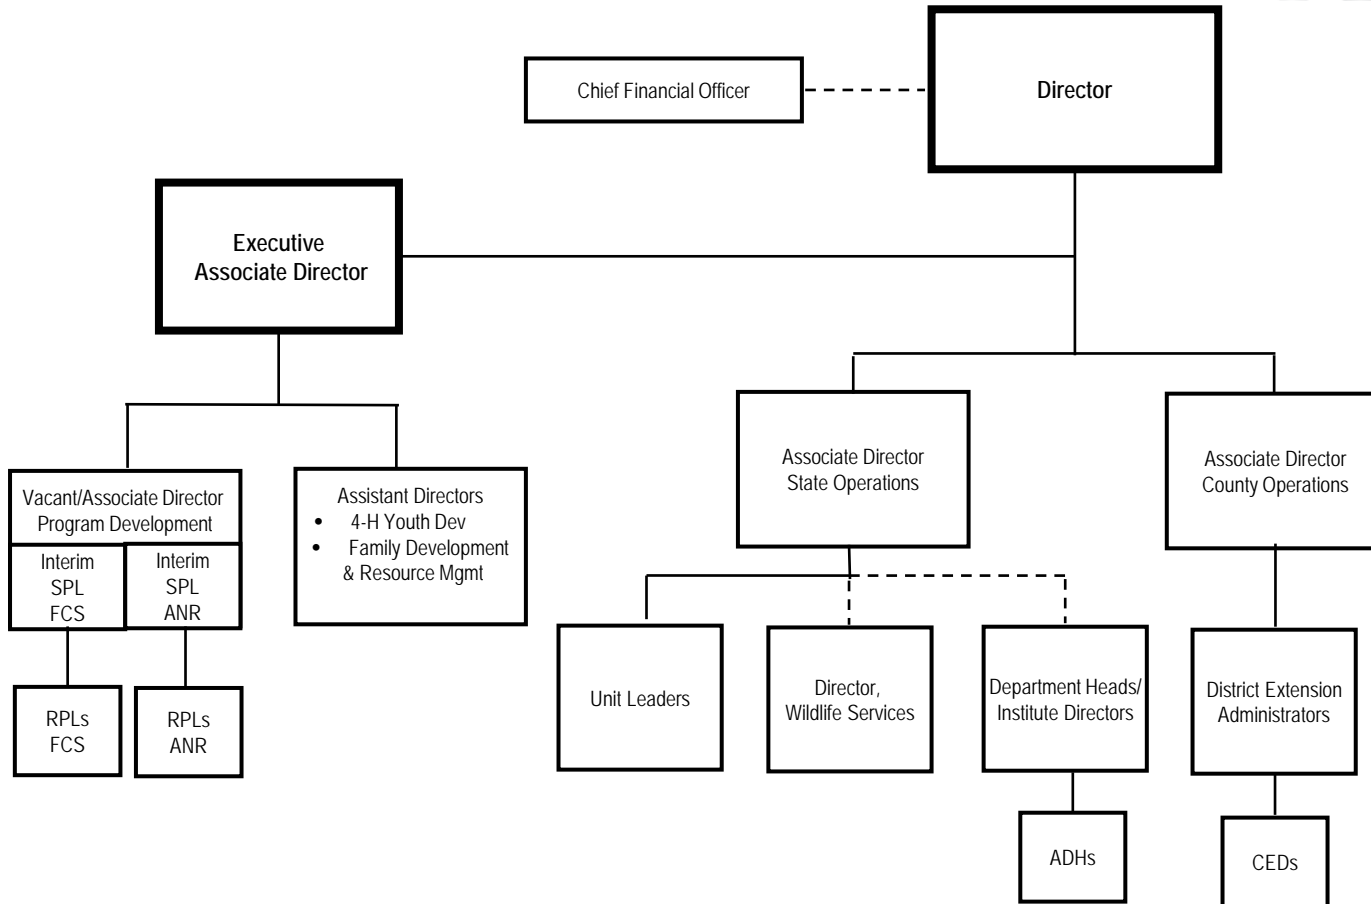 Chief Financial Officer
Director
Executive
Associate Director
Associate Director
State Operations
Associate Director
County Operations
Vacant/Associate Director
Program Development
Interim
SPL
FCS
Interim
SPL
ANR
Assistant Directors
• 4-H Youth Dev
• Family Development
& Resource Mgmt
RPLs
FCS
RPLs
ANR
Unit Leaders
Director,
Wildlife Services
Department Heads/
Institute Directors
District Extension
Administrators
ADHs
CEDs